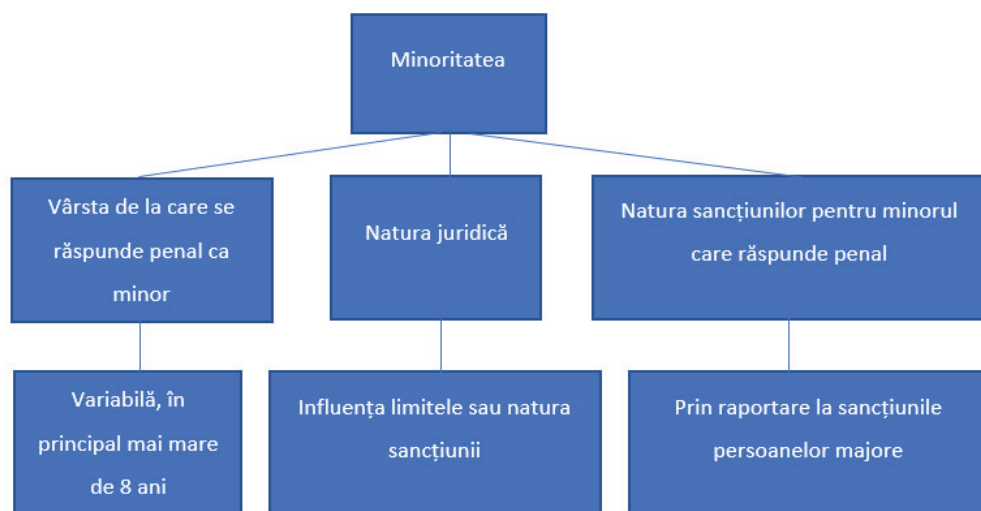 Minoritatea
Vârsta de la care se
răspunde penal ca
minor
Natura juridică
Natura sancțiunilor pentru minorul
care răspunde penal
Variabilă, în
principal mai mare
de 8 ani
Influența limitele sau natura
sancțiunii
Prin raportare la sancțiunile
persoanelor majore